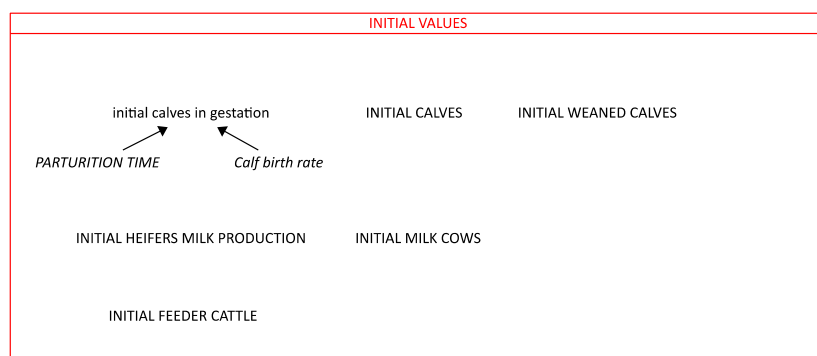 INITIAL VALUES
initial calves in gestation
INITIAL CALVES
INITIAL WEANED CALVES
PARTURITION TIME
Calf birth rate
INITIAL HEIFERS MILK PRODUCTION
INITIAL MILK COWS
INITIAL FEEDER CATTLE